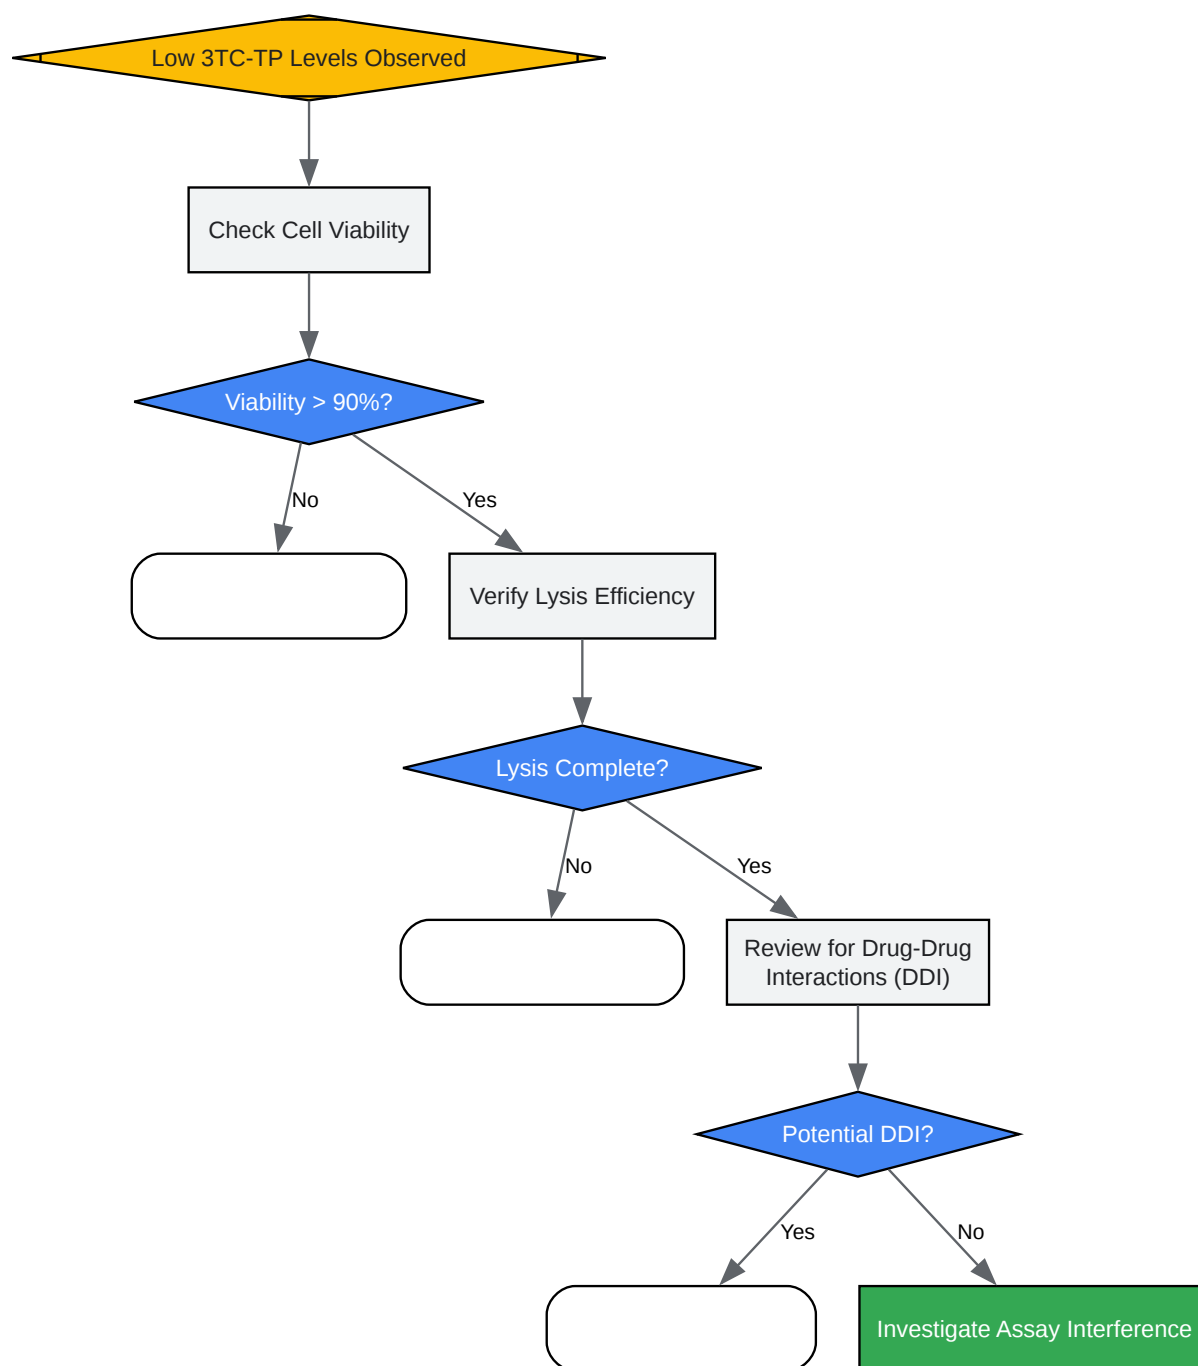 Low 3TC-TP Levels Observed
Check Cell Viability
Viability > 90%?
No
Yes
Verify Lysis Efficiency
Lysis Complete?
No
Yes
Review for Drug-Drug
Interactions (DDI)
Potential DDI?
Yes
No
Investigate Assay Interference